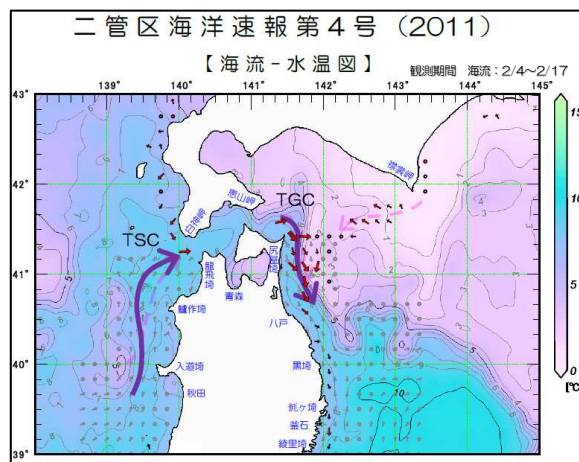 二管区海洋速報第4号 (2011)
【海流-水温図】
観測期間 海流:2/4~2/17
139° 140° 141° 142° 143° 144° 145°
43°
42°
41°
40°
39°
襟裳岬
恵山岬
白神岬
TGC
TSC
尻屋埼
龍飛埼
青森
艫作埼
八戸
入道埼
黒埼
秋田
魹ヶ埼
釜石
綾里埼
10
15
10
5
0
[℃]